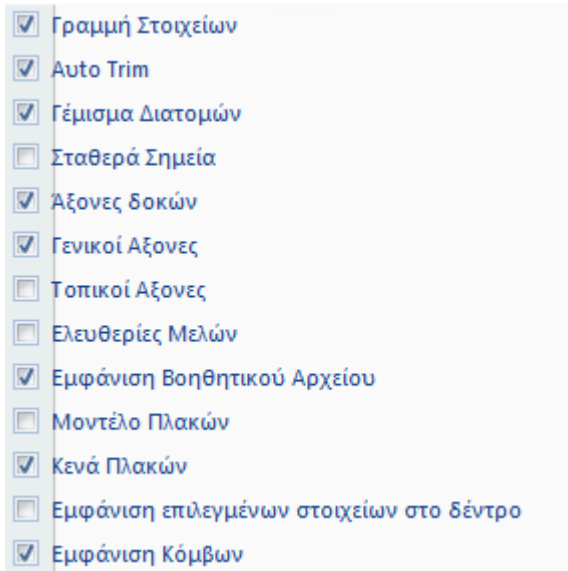 Γραμμή Στοιχείων
Αυto Trim
Γέμισμα Διατομών
Σταθερά Σημεία
Άξονες δοκών
Γενικοί Αξονες
Τοπικοί Αξονες
Ελευθερίες Μελών
Εμφάνιση Βοηθητικού Αρχείου
Μοντέλο Πλακών
Κενά Πλακών
Εμφάνιση επιλεγμένων στοιχείων στο δέντρο
Εμφάνιση Κόμβων